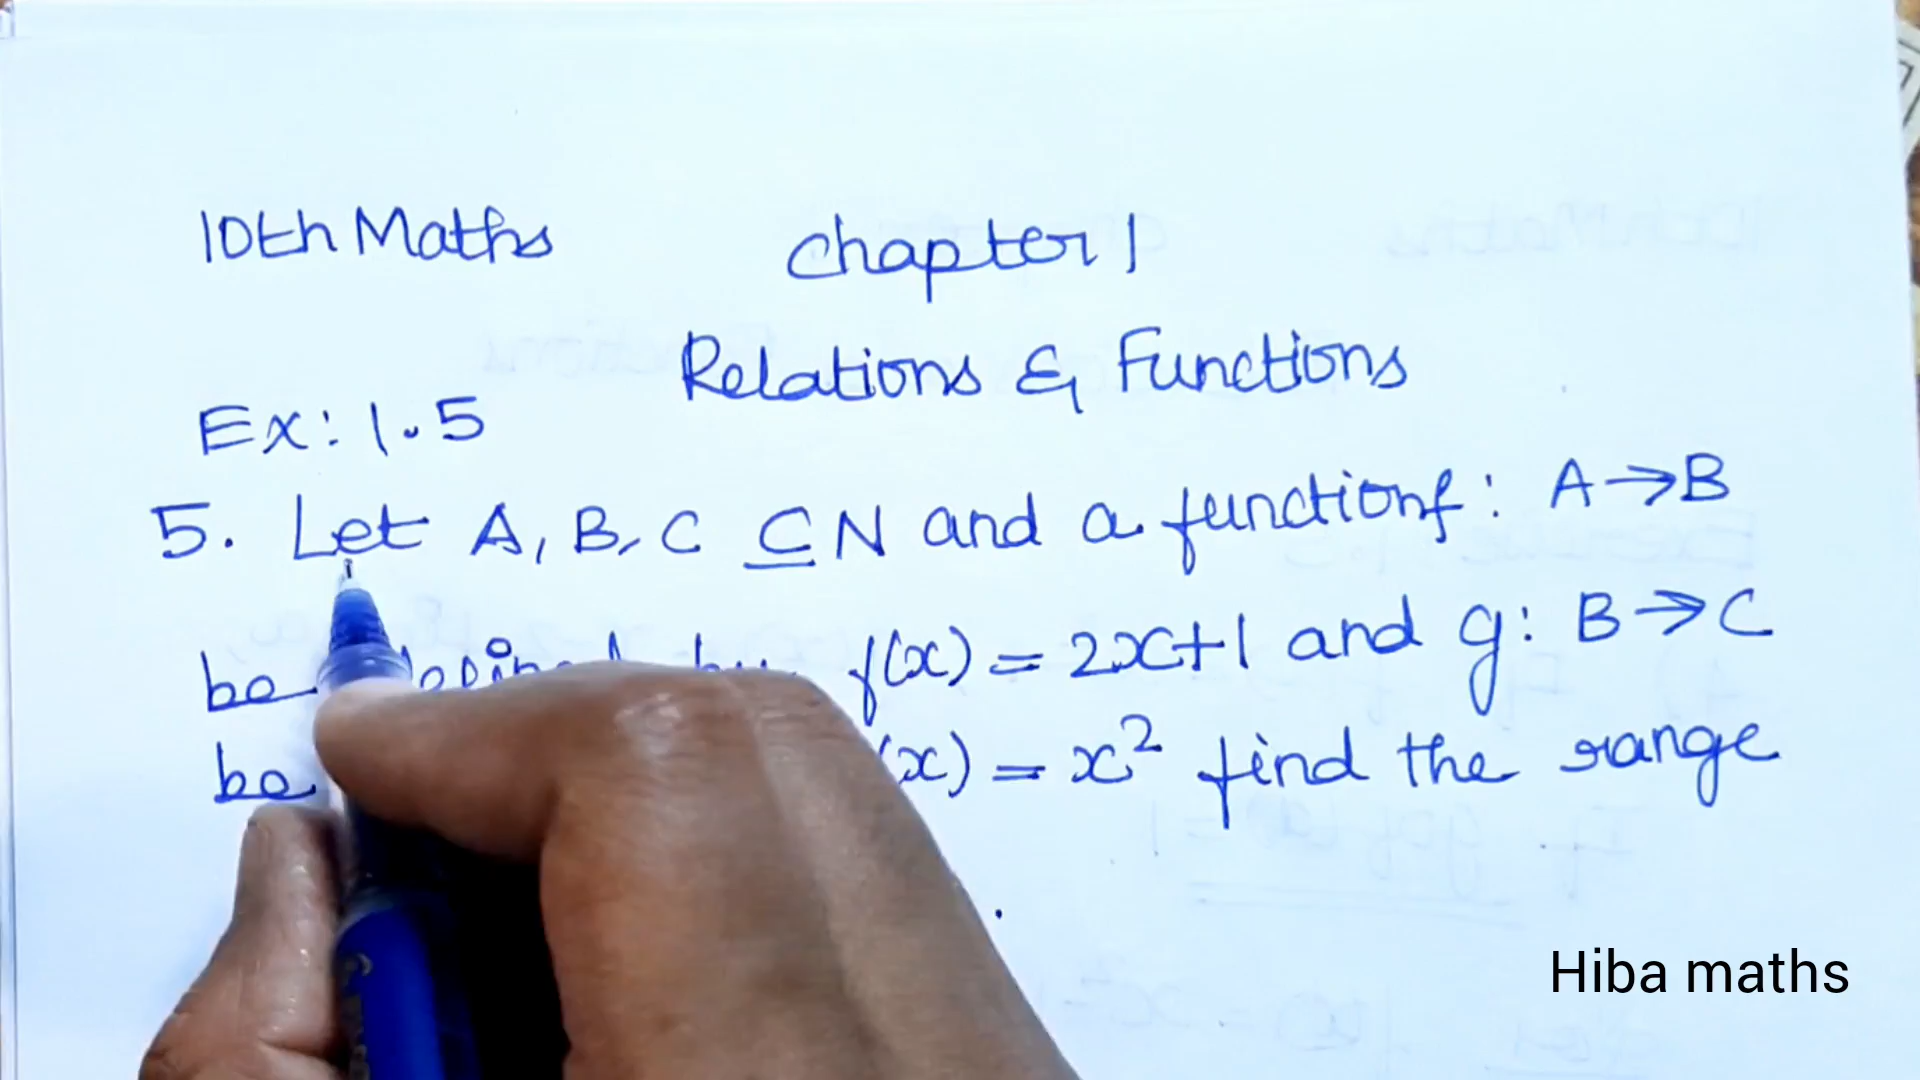 10th Maths Chapter 1
Relations & Functions
Ex: 1.5
5. Let A, B, C ⊆ N and a function f: A → B
be f(x) = 2x+1 and g: B → C
be (x) = x² find the range
Hiba maths